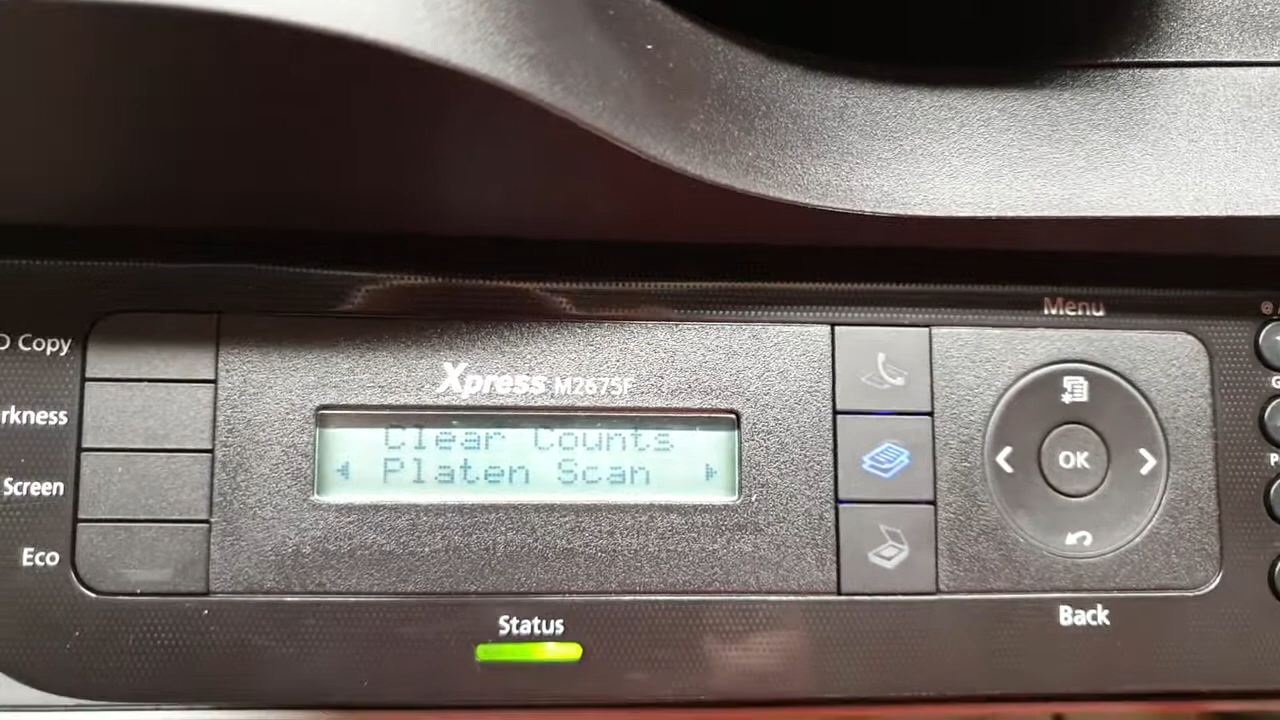 Menu
Copy
Xpress M2675F
rkness
Clear Counts
Platen Scan
OK
Screen
Eco
Back
Status